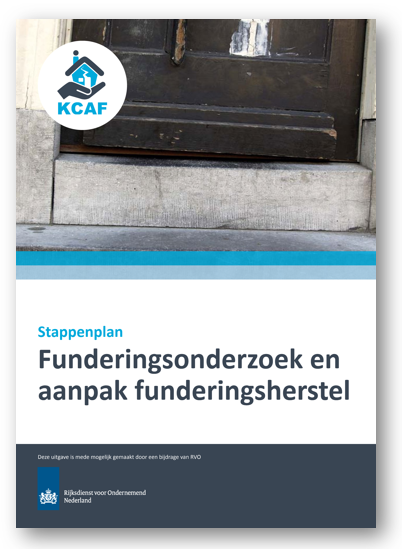 KCAF
Stappenplan
Funderingsonderzoek en
aanpak funderingsherstel
Deze uitgave is mede mogelijk gemaakt door een bijdrage van RVO
Rijksdienst voor Ondernemend
Nederland